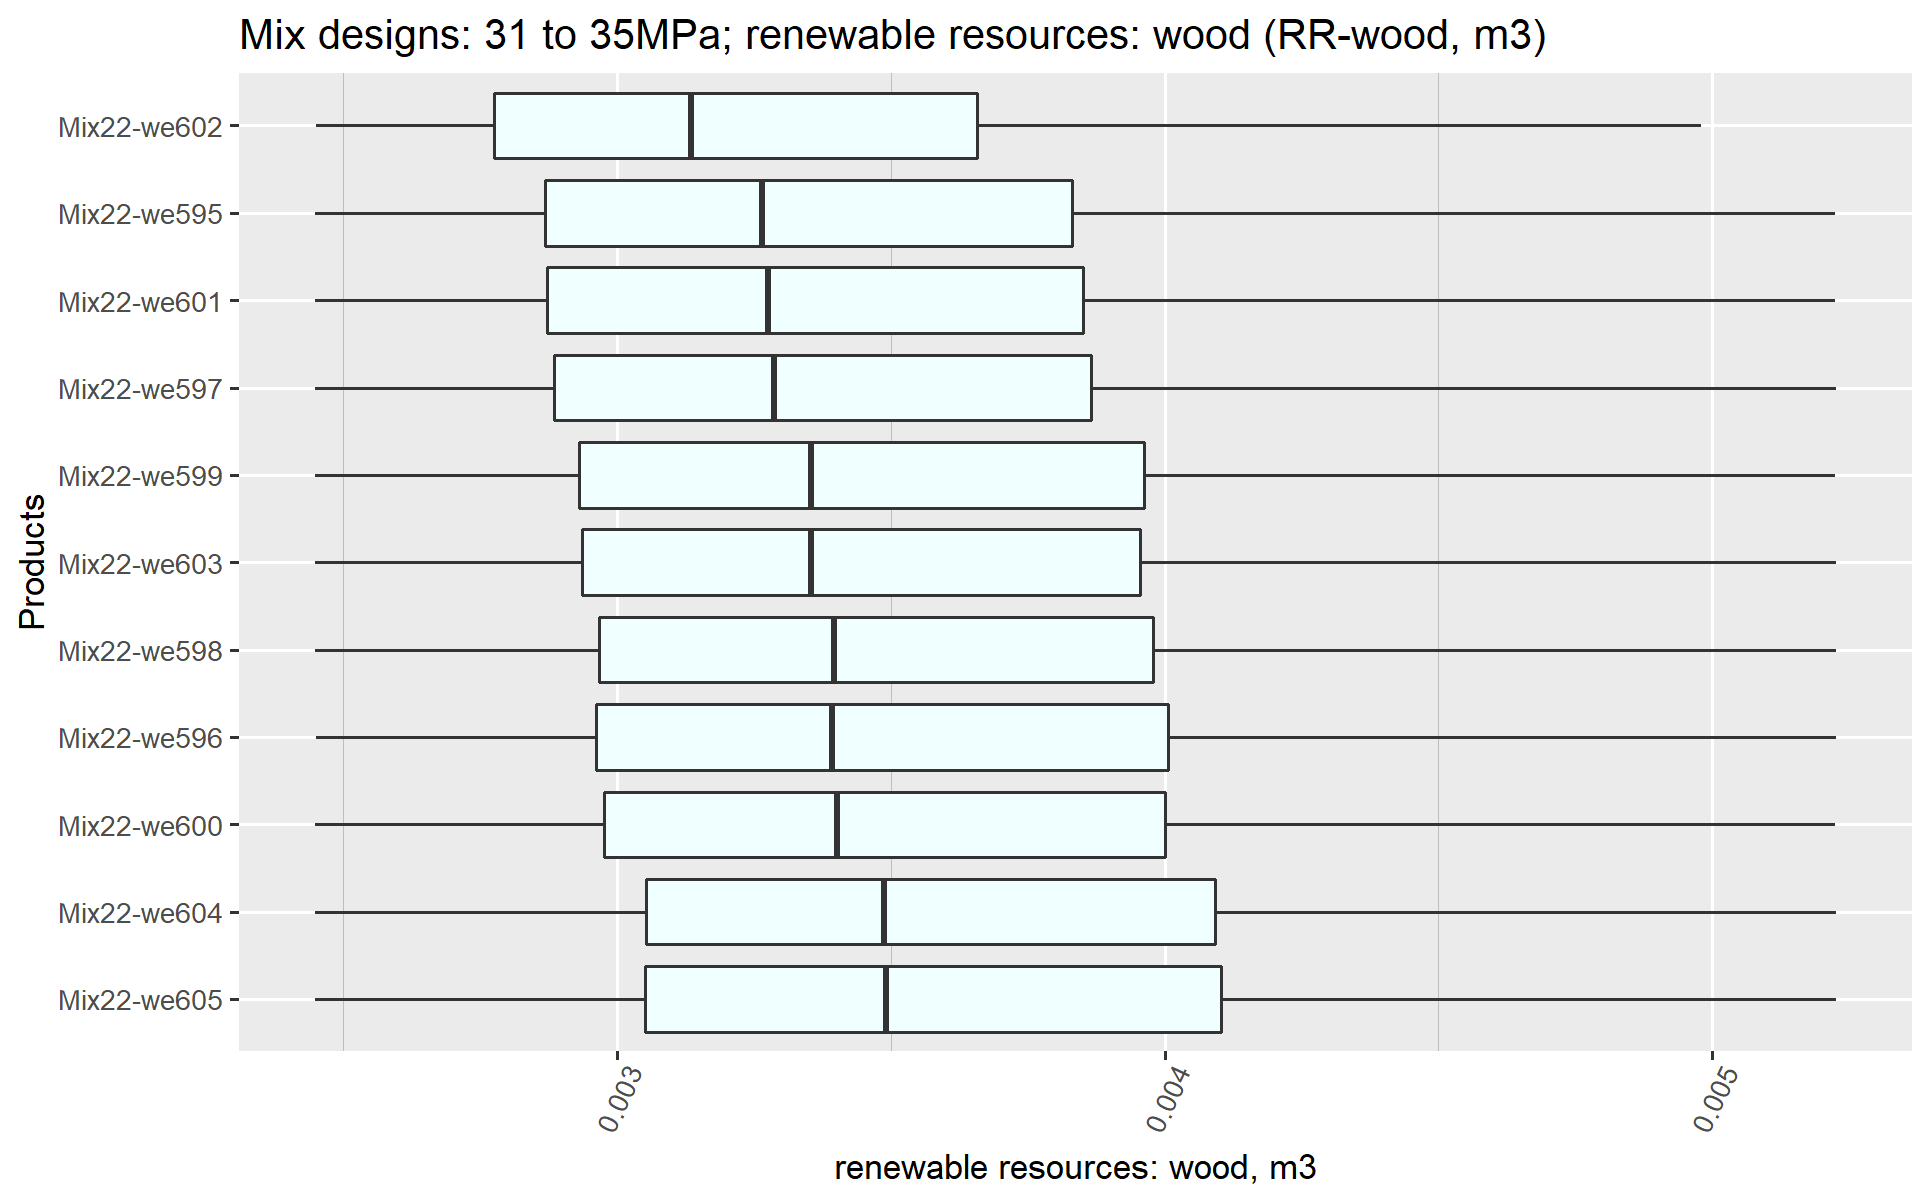 Mix designs: 31 to 35MPa; renewable resources: wood (RR-wood, m3)
Products
Mix22-we602
Mix22-we595
Mix22-we601
Mix22-we597
Mix22-we599
Mix22-we603
Mix22-we598
Mix22-we596
Mix22-we600
Mix22-we604
Mix22-we605
0.003
0.004
0.005
renewable resources: wood, m3